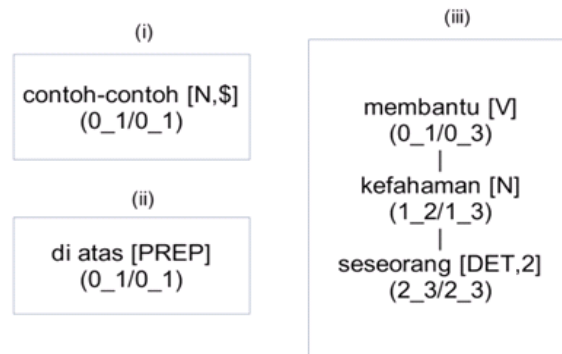 (i)
contoh-contoh [N,$]
(0_1/0_1)
(ii)
di atas [PREP]
(0_1/0_1)
(iii)
membantu [V]
(0_1/0_3)
kefahaman [N]
(1_2/1_3)
seseorang [DET,2]
(2_3/2_3)